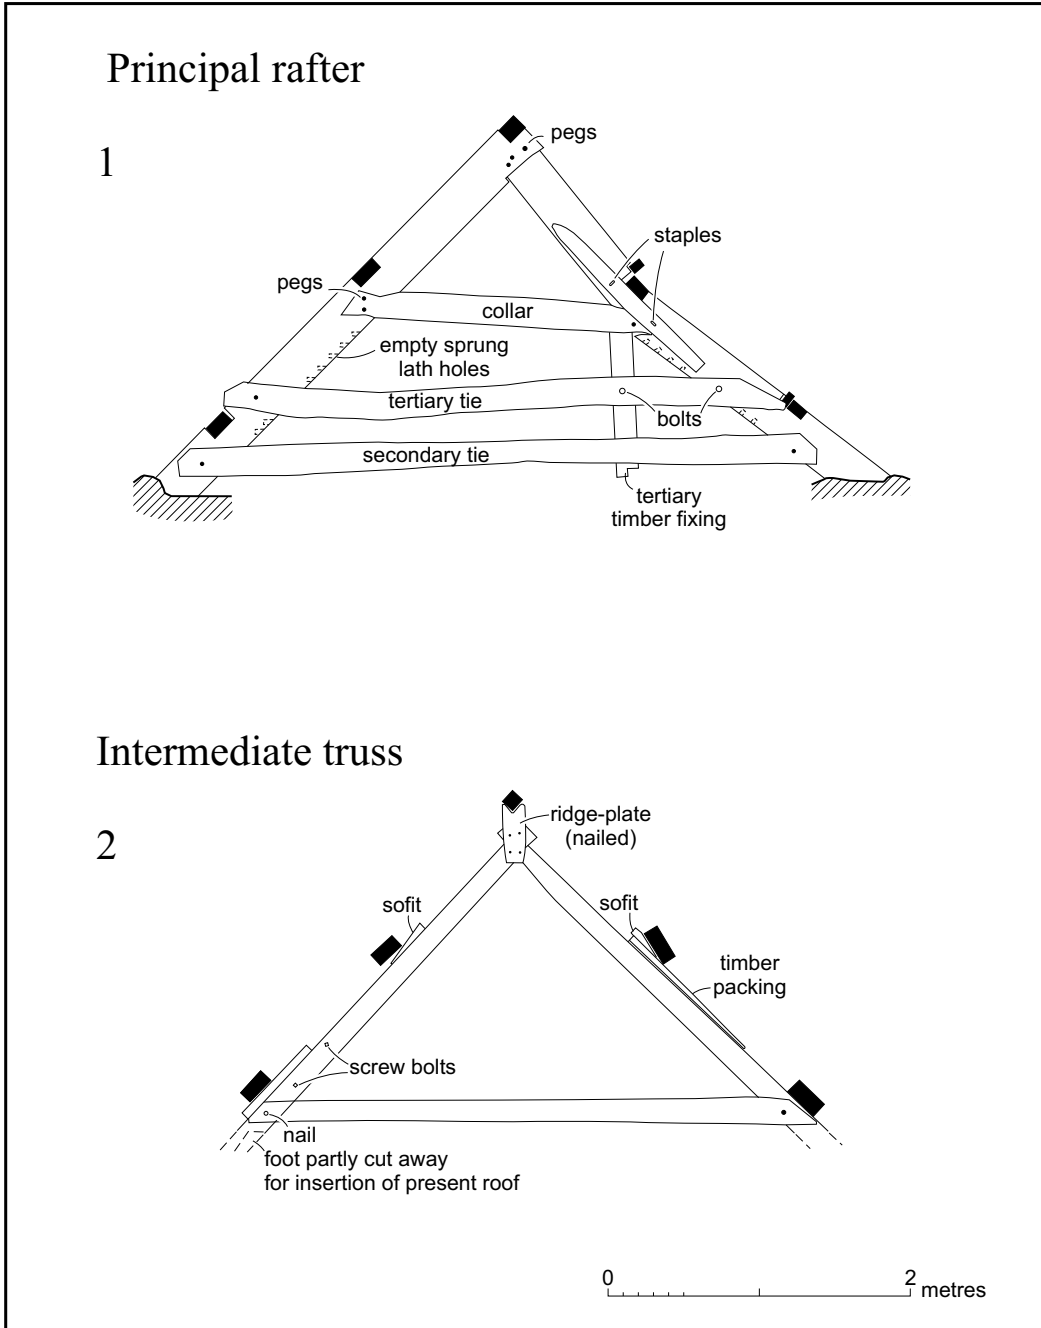 Principal rafter
1
pegs
staples
pegs
collar
empty sprung
lath holes
tertiary tie
bolts
secondary tie
tertiary
timber fixing
Intermediate truss
2
ridge-plate
(nailed)
sofit
sofit
timber
packing
screw bolts
nail
foot partly cut away
for insertion of present roof
0 2 metres